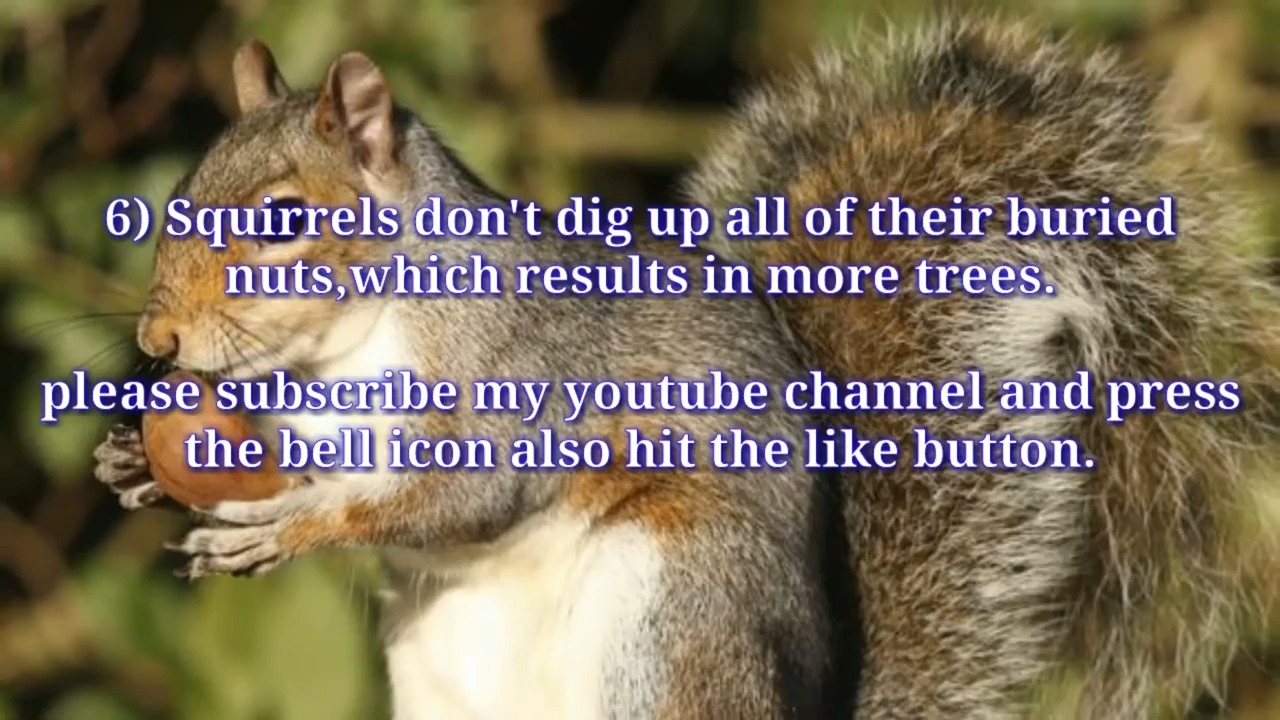 6) Squirrels don't dig up all of their buried
nuts,which results in more trees.
please subscribe my youtube channel and press
the bell icon also hit the like button.